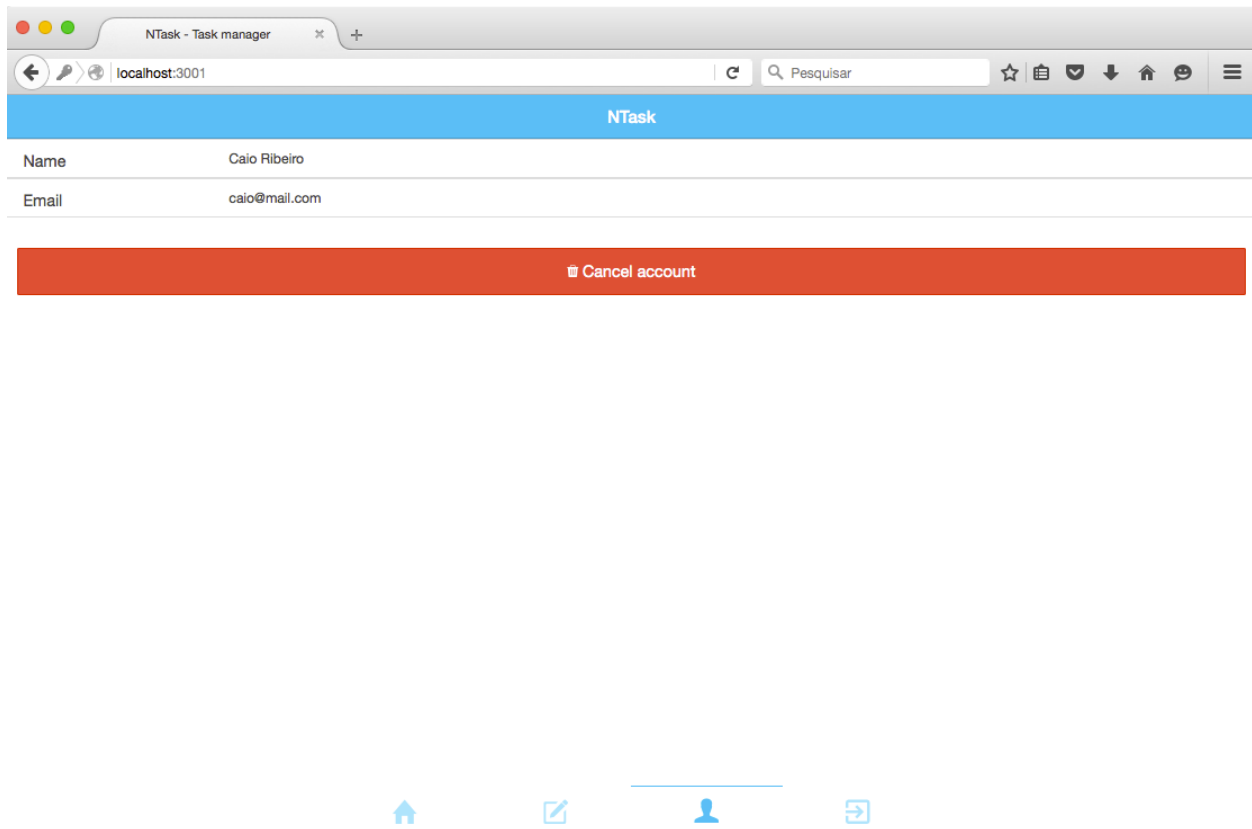 NTask - Task manager
localhost:3001
Pesquisar
NTask
Name Caio Ribeiro
Email caio@mail.com
Cancel account